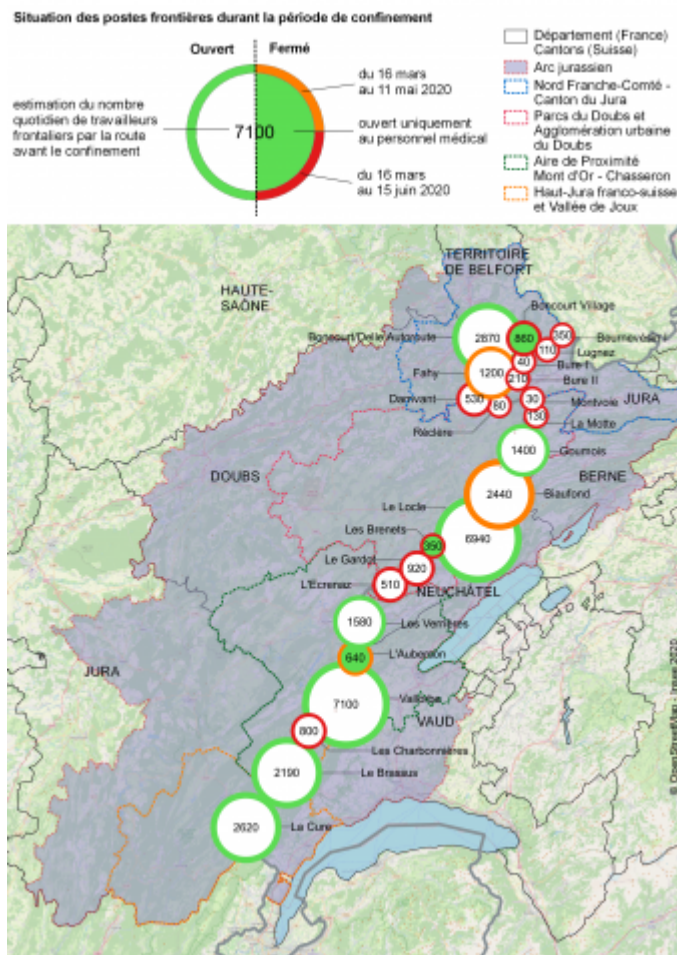 Situation des postes frontières durant la période de confinement
Ouvert
Fermé
estimation du nombre
quotidien de travailleurs
frontaliers par la route
avant le confinement
7100
du 16 mars
au 11 mai 2020
ouvert uniquement
au personnel médical
du 16 mars
au 15 juin 2020
Département (France)
Cantons (Suisse)
Arc jurassien
Nord Franche-Comté -
Canton du Jura
Parcs du Doubs et
Agglomération urbaine
du Doubs
Aire de Proximité
Mont d'Or - Chasseron
Haut-Jura franco-suisse
et Vallée de Joux
TERRITOIRE
DE BELFORT
HAUTE-
SAÔNE
Boncourt Village
Boncourt/Delle Autoroute
2870
860
350
Beurnevésin
110
Lugnez
40
Bure I
Fahy
1200
210
Bure II
Damvant
530
80
30
Montvoie
JURA
130
La Motte
Réclère
1400
Goumois
DOUBS
BERNE
2440
Biaufond
Le Locle
6940
Les Brenets
350
Le Gardot
920
L'Ecrenaz
510
NEUCHÂTEL
1580
Les Verrières
640
L'Auberson
JURA
7100
Vallorbe
VAUD
800
Les Charbonnières
2190
Le Brassus
2620
La Cure